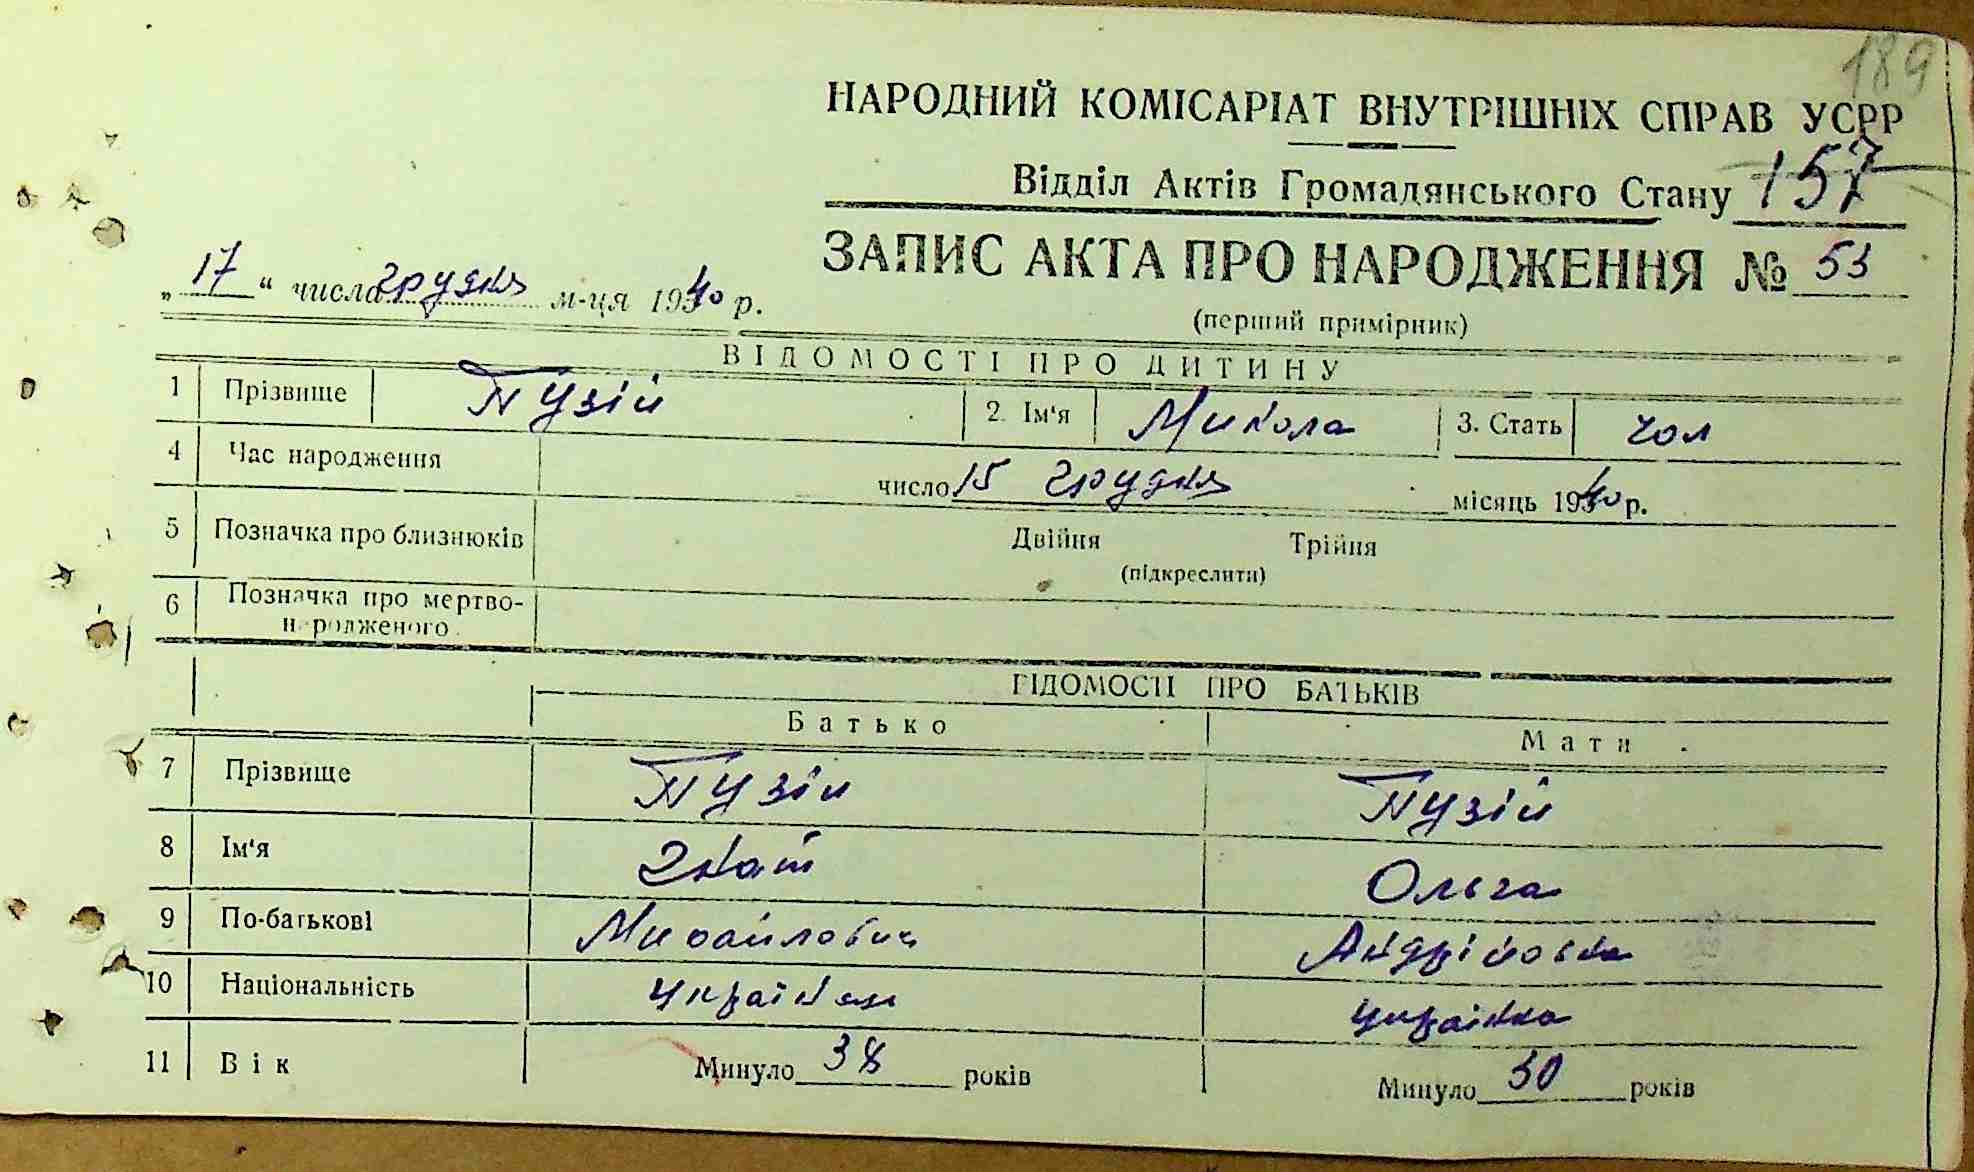 189
НАРОДНИЙ КОМІСАРІАТ ВНУТРІШНІХ СПРАВ УСРР
Відділ Актів Громадянського Стану 157
ЗАПИС АКТА ПРО НАРОДЖЕННЯ № 53
„17“ числа грудня м-ця 1940 р.
(перший примірник)
ВІДОМОСТІ ПРО ДИТИНУ
1 Прізвище Пузій 2. Ім'я Микола 3. Стать чол
4 Час народження число 15 грудня місяць 1940 р.
5 Позначка про близнюків Двійня Трійня
(підкреслити)
6 Позначка про мертво-
народженого
ВІДОМОСТІ ПРО БАТЬКІВ
Батько Мати
7 Прізвище Пузій Пузій
8 Ім'я Гнат Ольга
9 По-батькові Михайлович Андріївна
10 Національність українец українка
11 Вік Минуло 38 років Минуло 30 років